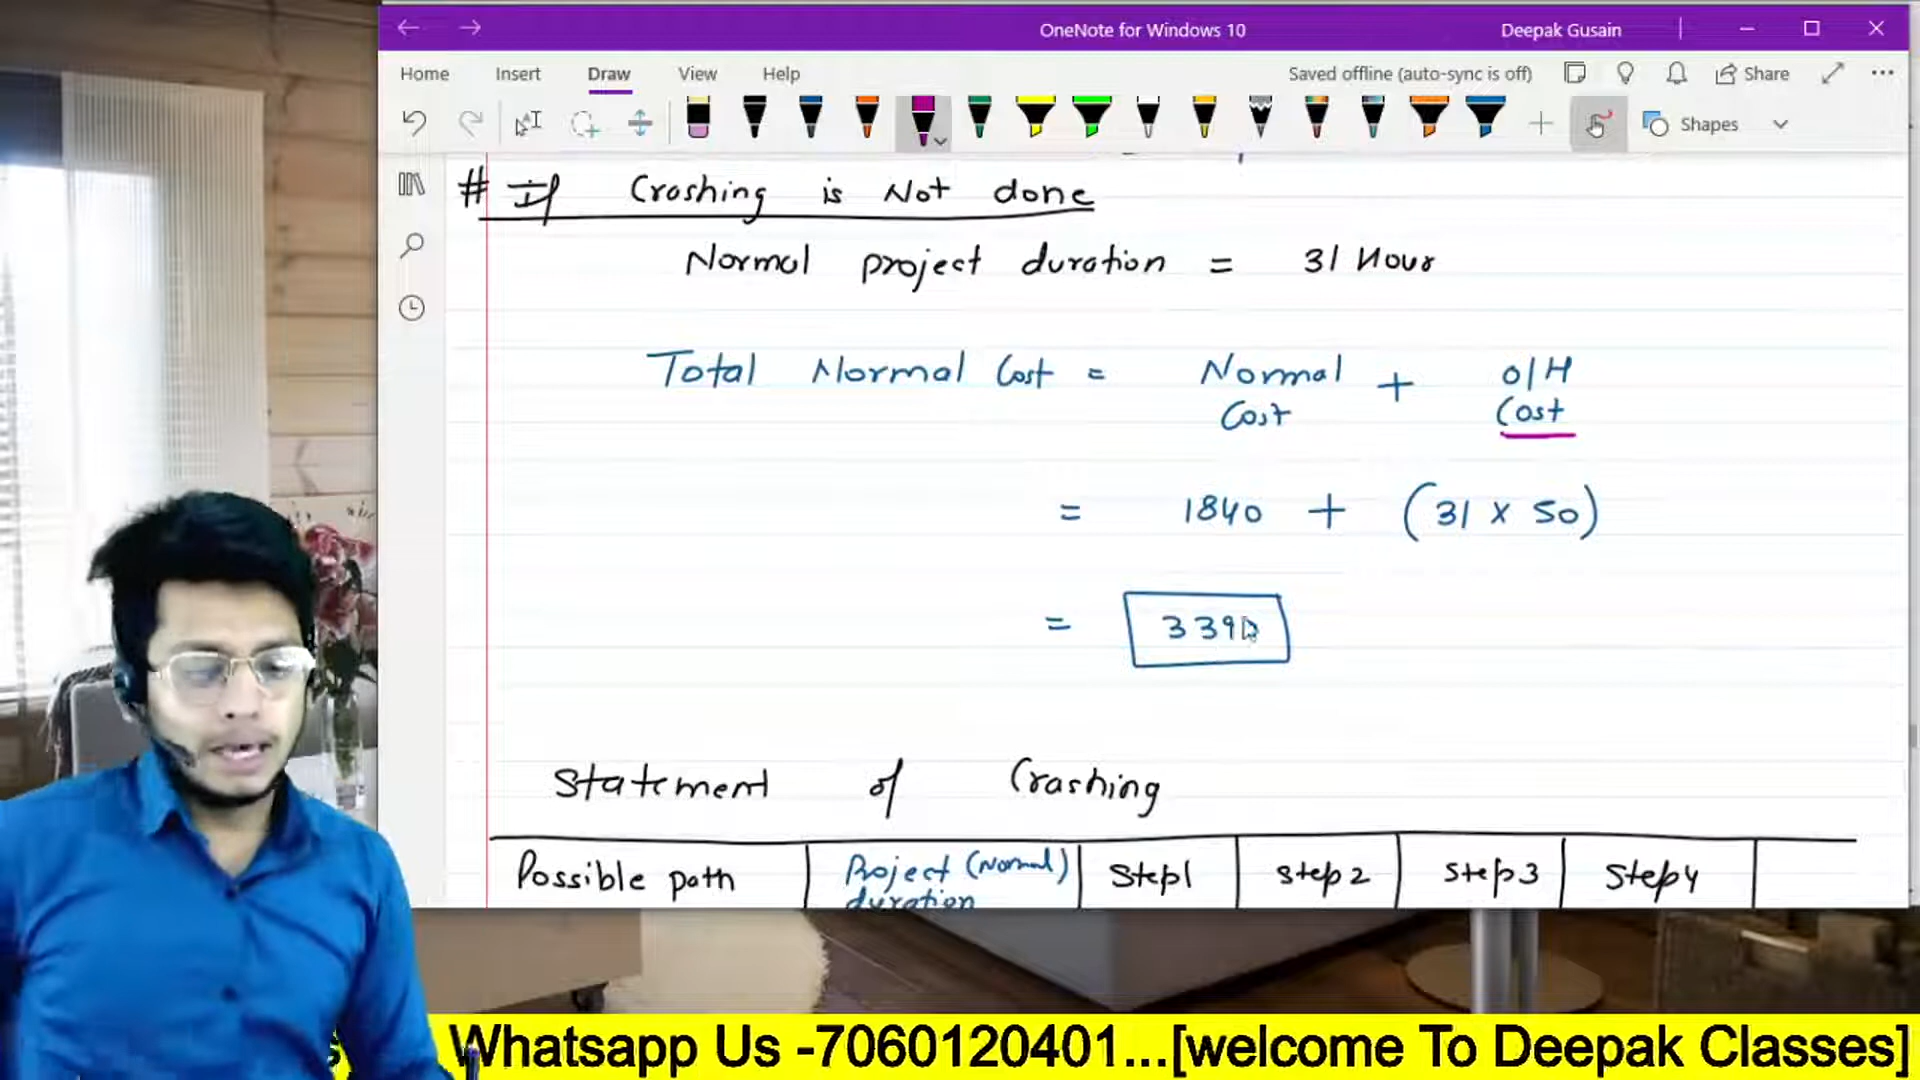 OneNote for Windows 10
Deepak Gusain
Home Insert Draw View Help
Saved offline (auto-sync is off)
Share
Shapes
# If Crashing is Not done
Normal project duration = 31 Hour
Total Normal Cost = Normal Cost + O/H Cost
= 1840 + (31 x 50)
= 3390
Statement of Crashing
Possible path
Project (Normal) duration
Step1
Step2
Step3
Step4
Whatsapp Us -7060120401...[welcome To Deepak Classes]